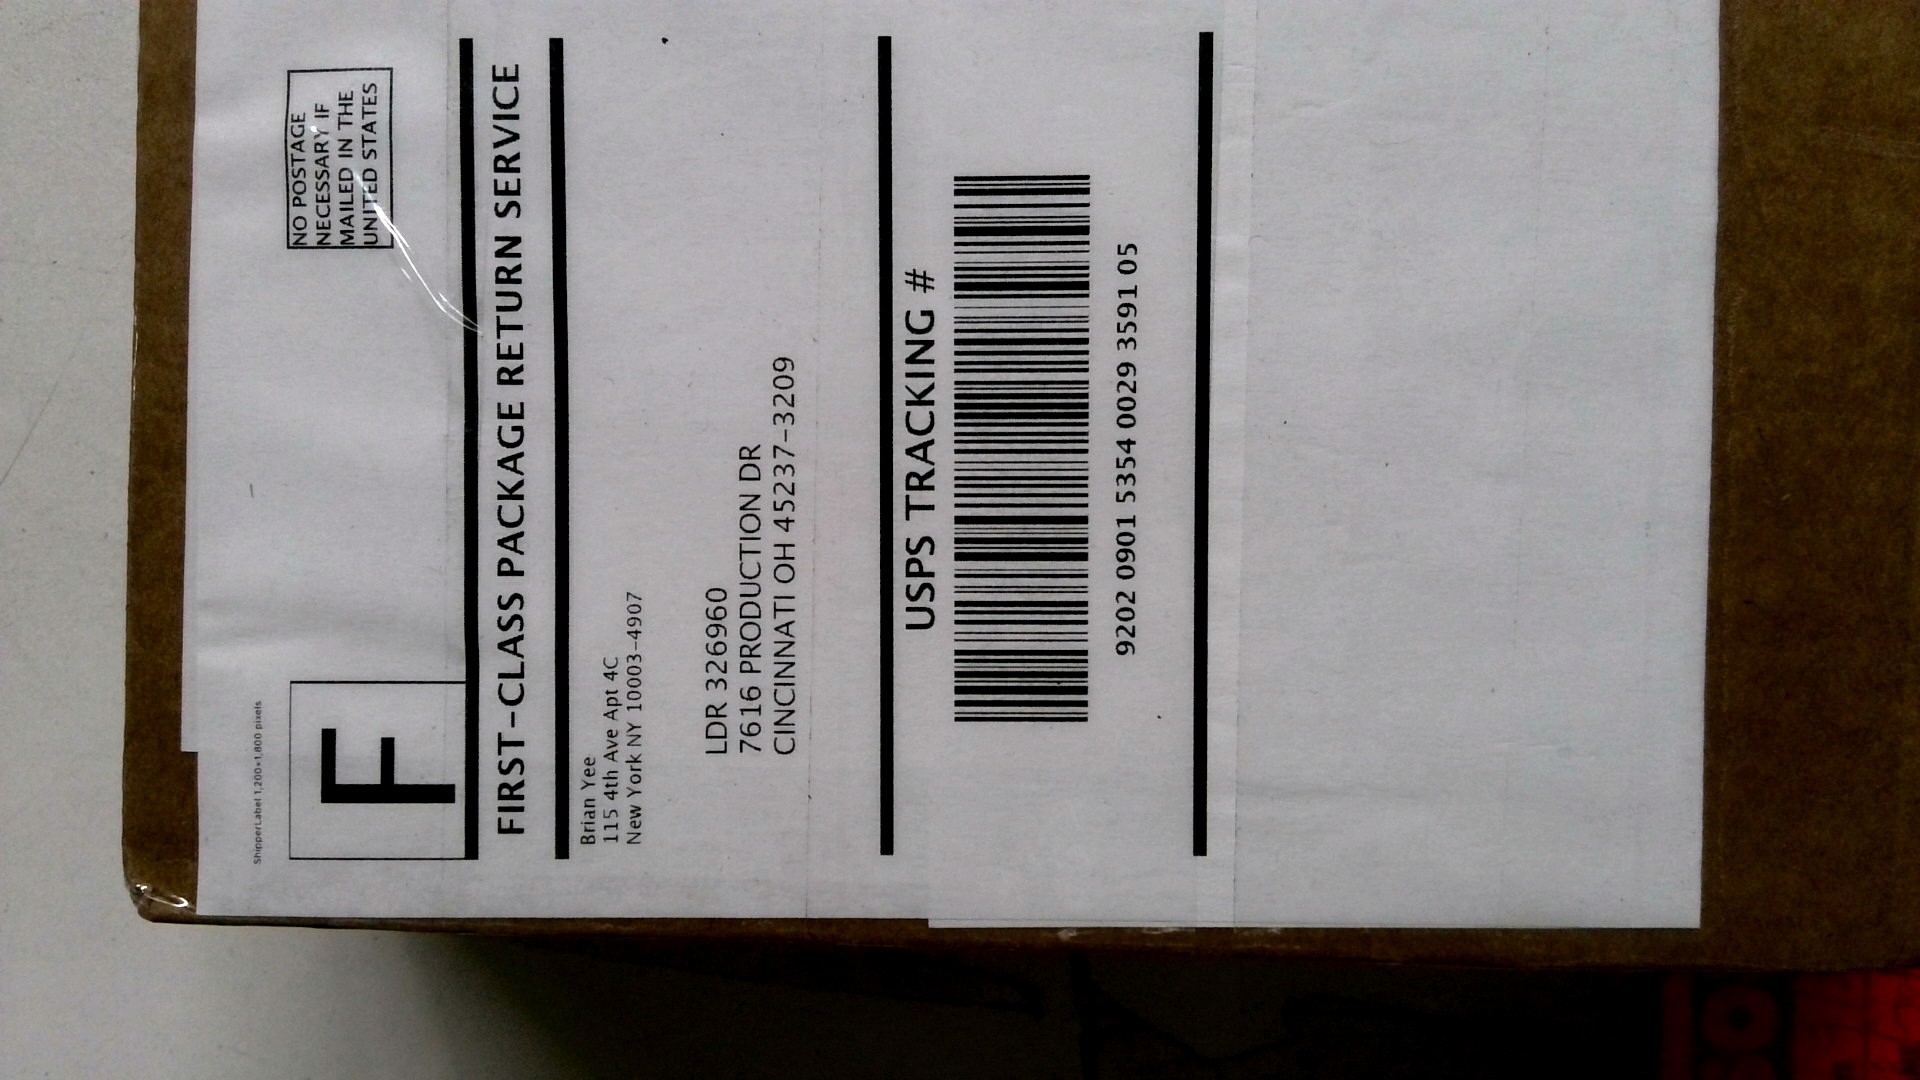 ShipperLabel 1,200×1,800 pixels
F
NO POSTAGE
NECESSARY IF
MAILED IN THE
UNITED STATES
FIRST-CLASS PACKAGE RETURN SERVICE
Brian Yee
115 4th Ave Apt 4C
New York NY 10003-4907
LDR 326960
7616 PRODUCTION DR
CINCINNATI OH 45237-3209
USPS TRACKING #
9202 0901 5354 0029 3591 05